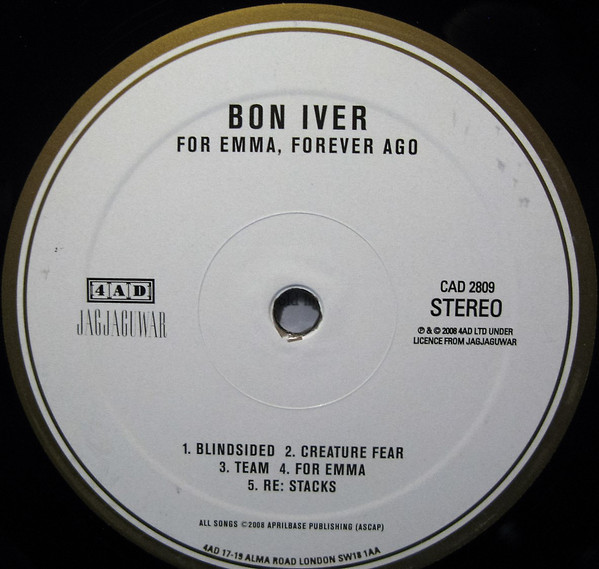 BON IVER
FOR EMMA, FOREVER AGO
4AD
JAGJAGUWAR
CAD 2809
STEREO
℗ & © 2008 4AD LTD UNDER
LICENCE FROM JAGJAGUWAR
1. BLINDSIDED 2. CREATURE FEAR
3. TEAM 4. FOR EMMA
5. RE: STACKS
ALL SONGS ©2008 APRILBASE PUBLISHING (ASCAP)
4AD 17-19 ALMA ROAD LONDON SW18 1AA